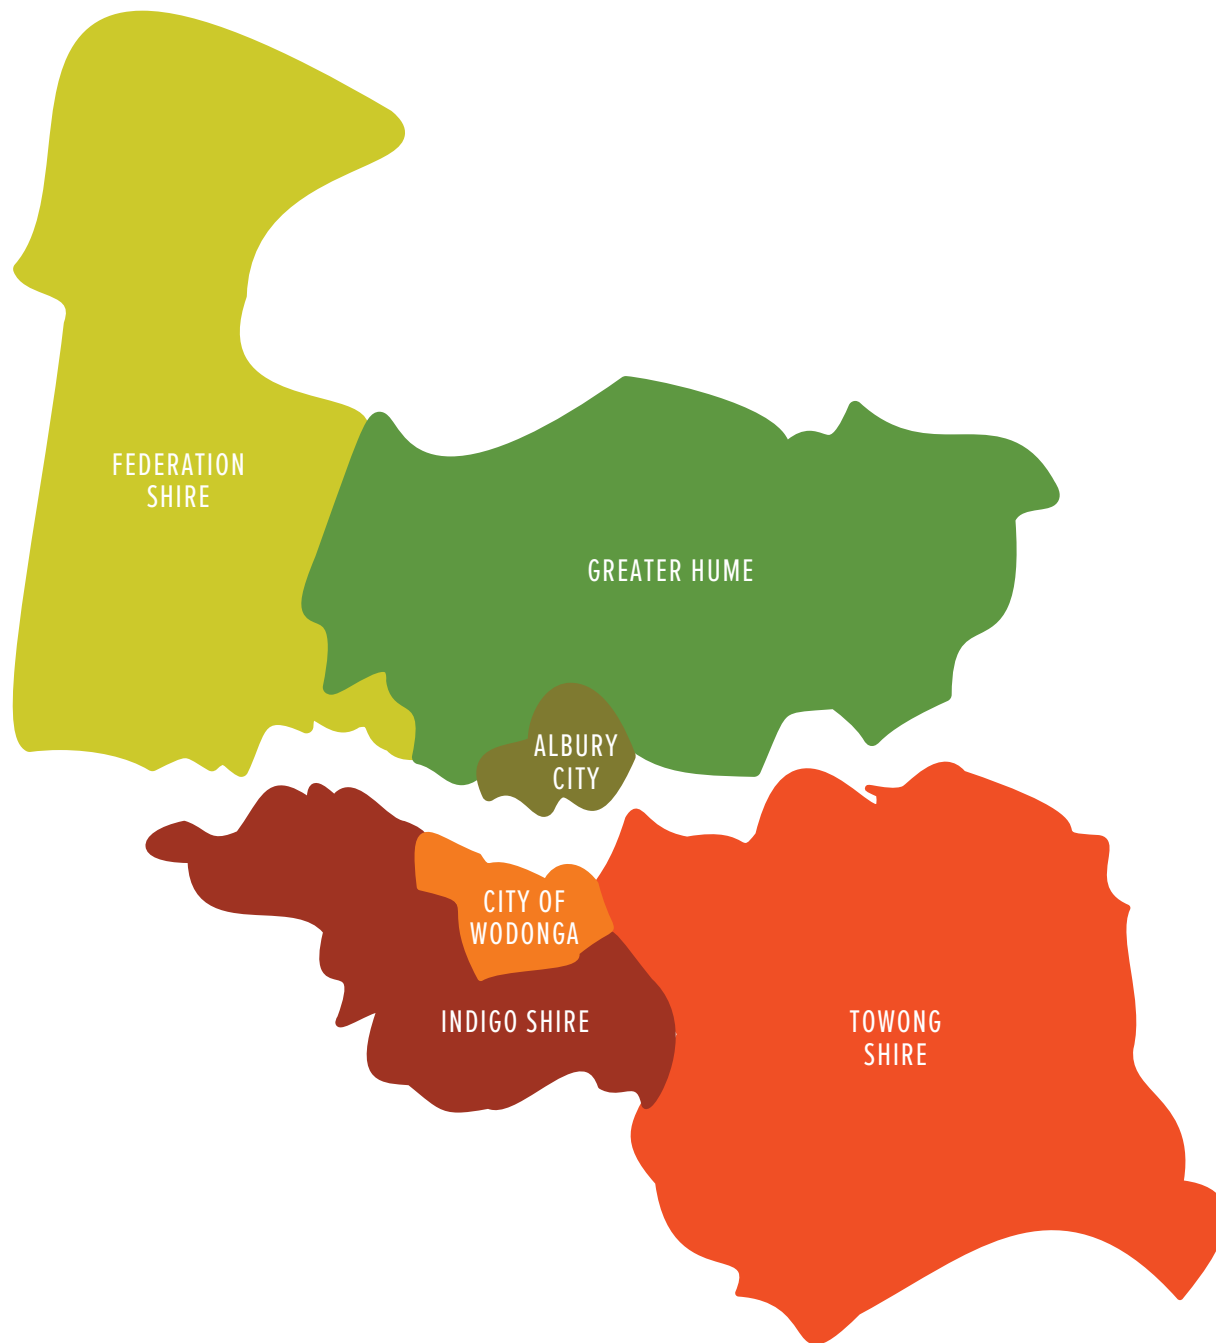 FEDERATION
SHIRE
GREATER HUME
ALBURY
CITY
CITY OF
WODONGA
INDIGO SHIRE
TOWONG
SHIRE